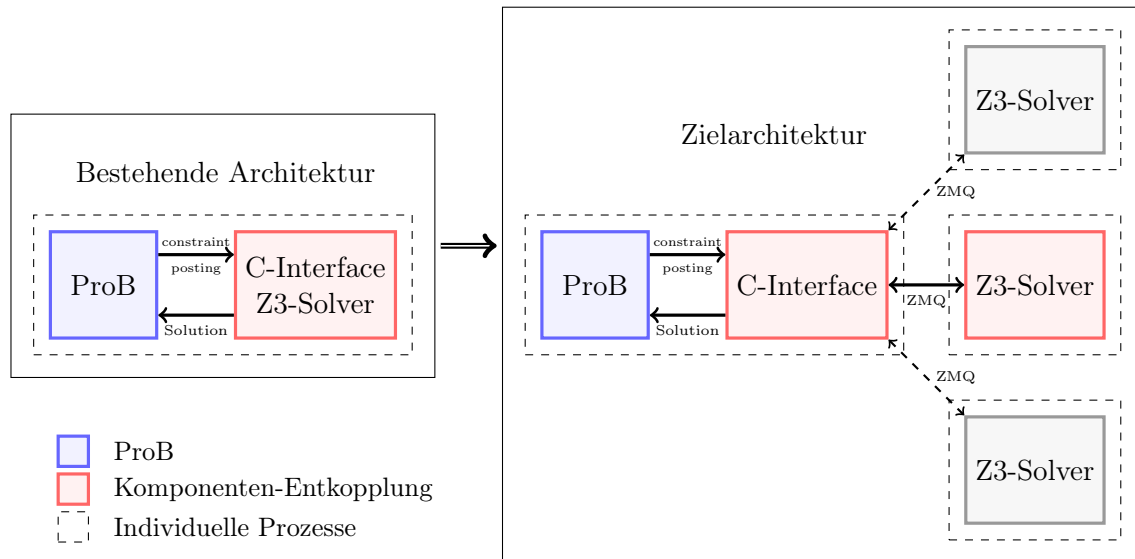 Bestehende Architektur
ProB
constraint
posting
Solution
C-Interface
Z3-Solver
Zielarchitektur
ProB
constraint
posting
Solution
C-Interface
ZMQ
ZMQ
ZMQ
Z3-Solver
Z3-Solver
Z3-Solver
ProB
Komponenten-Entkopplung
Individuelle Prozesse